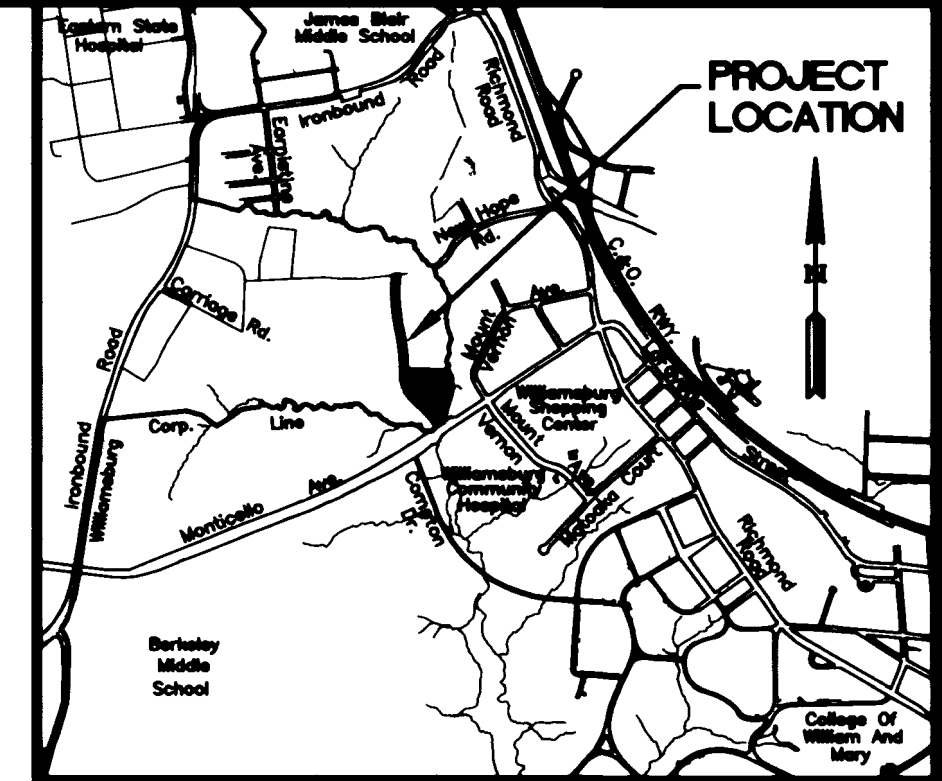 Eastern State
Hospital
James Blair
Middle School
PROJECT
LOCATION
Ironbound
Road
Richmond
Road
Ave.
New Hope
Rd.
N
C.&O.
RWY.
Carriage Rd.
Mount
Vernon
Ave.
Williamsburg
Shopping
Center
Corp.
Line
Ironbound
Road
Williamsburg
Monticello
Ave.
Mount
Vernon
Ave.
Williamsburg
Community
Hospital
Compton
Dr.
Matoaka
Court
Street
Richmond
Road
Berkeley
Middle
School
College Of
William And
Mary